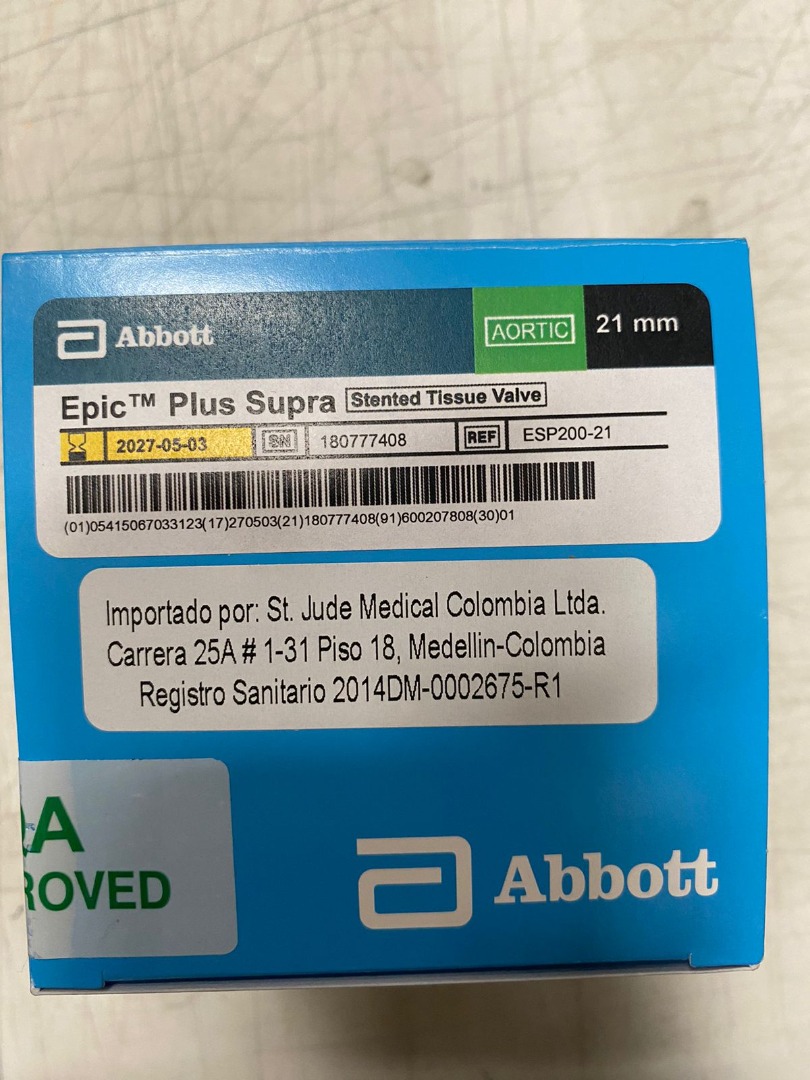 Abbott
AORTIC
21 mm
Epic™ Plus Supra Stented Tissue Valve
2027-05-03 SN 180777408 REF ESP200-21
(01)05415067033123(17)270503(21)180777408(91)600207808(30)01
Importado por: St. Jude Medical Colombia Ltda.
Carrera 25A # 1-31 Piso 18, Medellin-Colombia
Registro Sanitario 2014DM-0002675-R1
QA
ROVED
Abbott